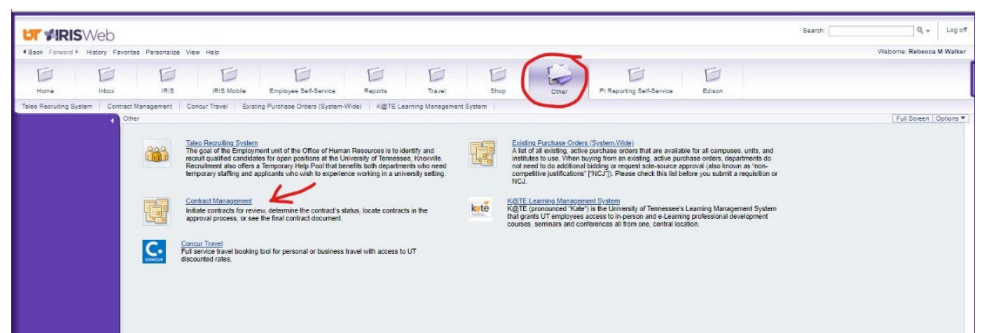 UT IRISWeb
Search: Log off
Back Forward History Favorites Personalize View Help
Welcome: Rebecca M Walker
Home Inbox IRIS IRIS Mobile Employee Self-Service Reports Travel Shop Other PI Reporting Self-Service Edison
Taleo Recruiting System | Contract Management | Concur Travel | Existing Purchase Orders (System-Wide) | K@TE Learning Management System
Other
Full Screen | Options
Taleo Recruiting System
The goal of the Employment unit of the Office of Human Resources is to identify and
recruit qualified candidates for open positions at the University of Tennessee, Knoxville.
Recruitment also offers a Temporary Help Pool that benefits both departments who need
temporary staffing and applicants who wish to experience working in a university setting.
Existing Purchase Orders (System-Wide)
A list of all existing, active purchase orders that are available for all campuses, units, and
institutes to use. When buying from an existing, active purchase orders, departments do
not need to do additional bidding or request sole-source approval (also known as "non-
competitive justifications" ["NCJ"]). Please check this list before you submit a requisition or
NCJ.
Contract Management
Initiate contracts for review, determine the contract's status, locate contracts in the
approval process, or see the final contract document.
kate
K@TE Learning Management System
K@TE (pronounced "Kate") is the University of Tennessee's Learning Management System
that grants UT employees access to in-person and e-Learning professional development
courses, seminars and conferences all from one, central location.
C.
CONCUR
Concur Travel
Full service travel booking tool for personal or business travel with access to UT
discounted rates.